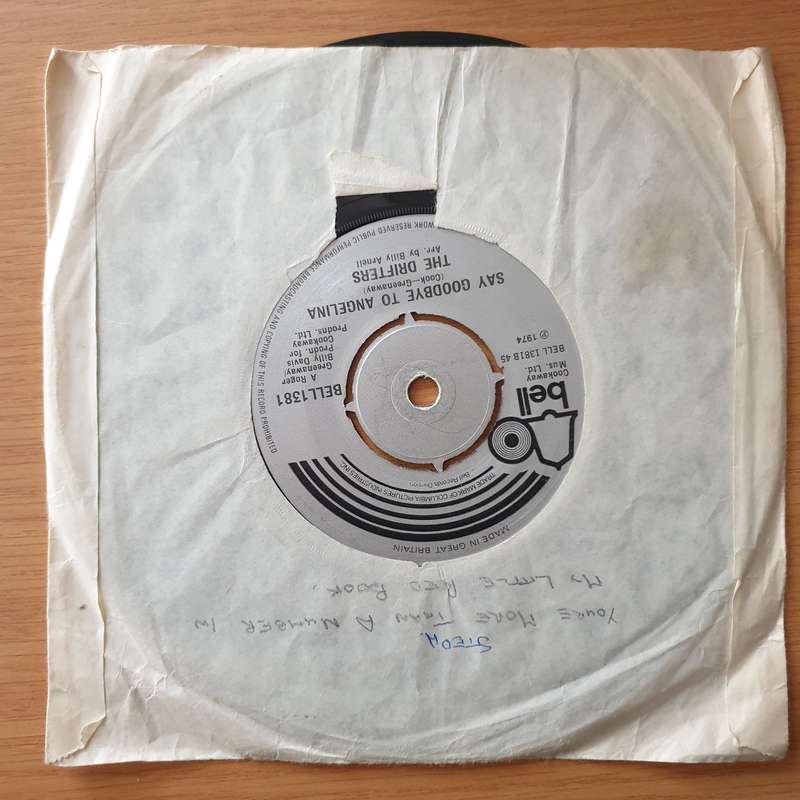 STEPH.
YOU'RE MORE THAN A NUMBER IN
MY LITTLE RED BOOK.
MADE IN GREAT BRITAIN
TRADE MARK OF COLUMBIA PICTURES INDUSTRIES INC.
Bell Records Division
bell
Cookaway
Mus. Ltd.
BELL 1381 B 45
℗ 1974
BELL1381
A Roger
Greenaway/
Billy Davis
Prodn. for
Cookaway
Prodns. Ltd.
SAY GOODBYE TO ANGELINA
(Cook—Greenaway)
THE DRIFTERS
Arr. by Billy Arnell
WORK RESERVED PUBLIC PERFORMANCE BROADCASTING AND COPYING OF THIS RECORD PROHIBITED